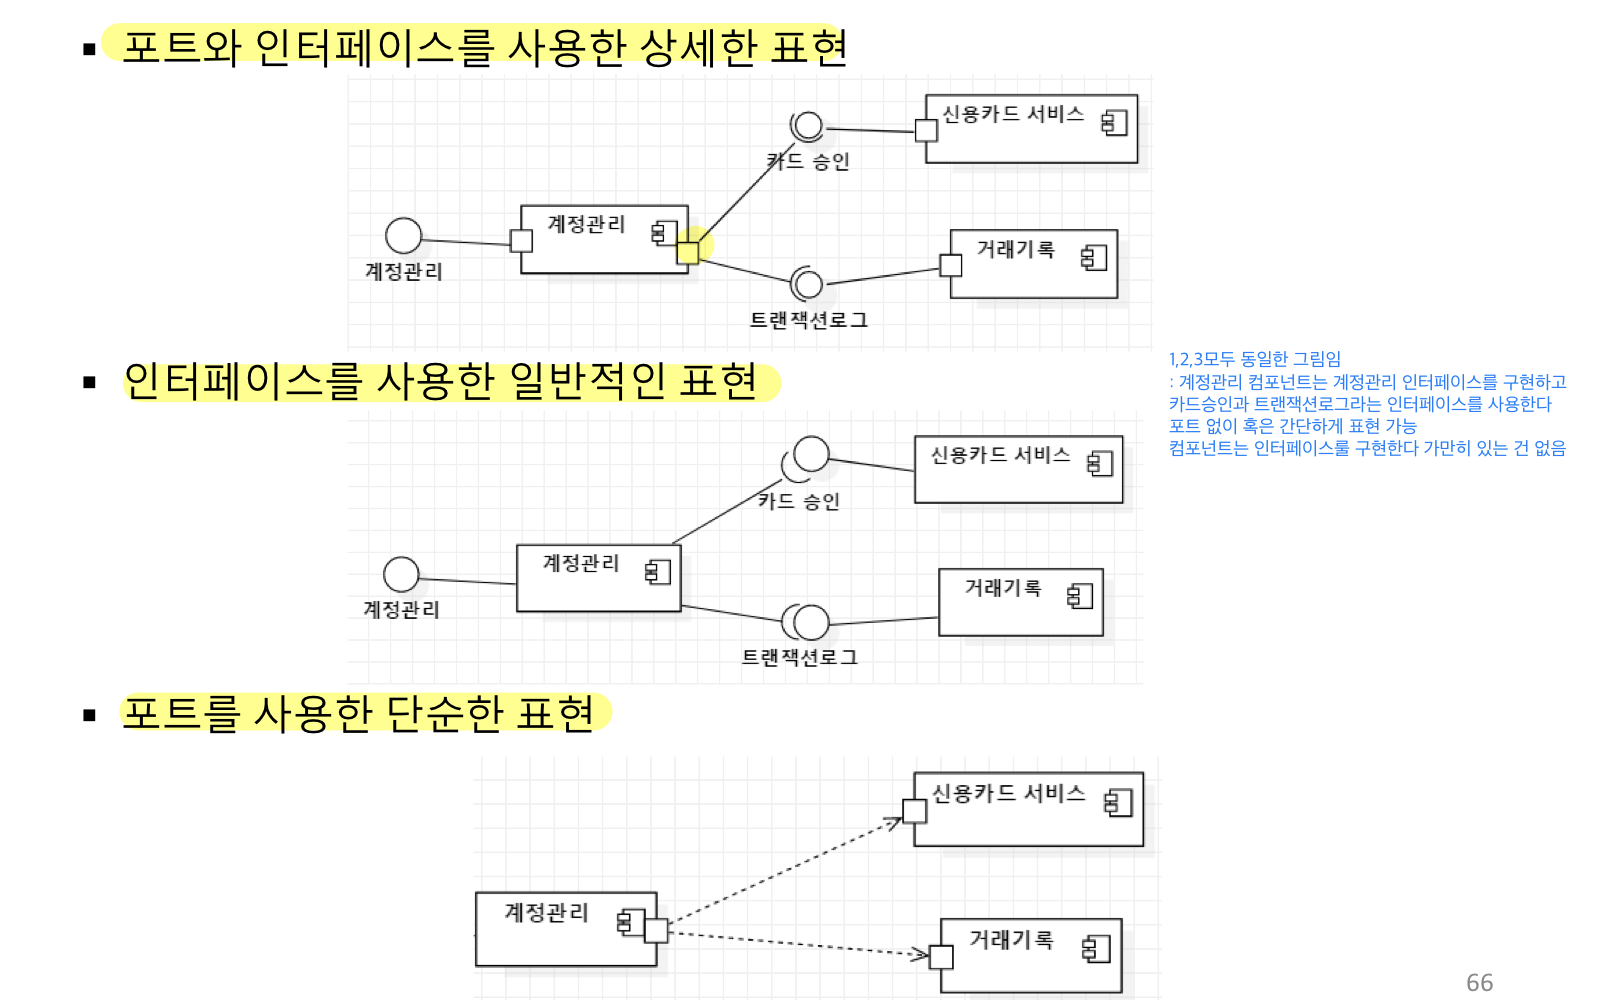 ▪ 포트와 인터페이스를 사용한 상세한 표현
신용카드 서비스
카드 승인
계정관리
거래기록
계정관리
트랜잭션로그
▪ 인터페이스를 사용한 일반적인 표현
1,2,3모두 동일한 그림임
: 계정관리 컴포넌트는 계정관리 인터페이스를 구현하고
카드승인과 트랜잭션로그라는 인터페이스를 사용한다
포트 없이 혹은 간단하게 표현 가능
컴포넌트는 인터페이스룰 구현한다 가만히 있는 건 없음
신용카드 서비스
카드 승인
계정관리
거래기록
계정관리
트랜잭션로그
▪ 포트를 사용한 단순한 표현
신용카드 서비스
계정관리
거래기록
66